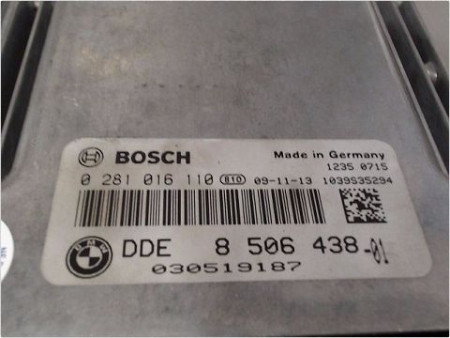 BOSCH Made in Germany
1235 0715
0 281 016 110 810 09-11-13 1039S35294
BMW DDE 8 506 438-01
030519187